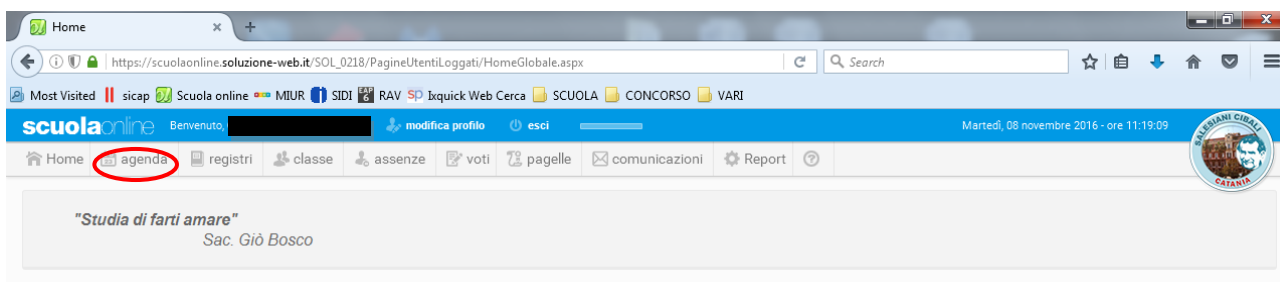 Home × +
https://scuolaonline.soluzione-web.it/SOL_0218/PagineUtentiLoggati/HomeGlobale.aspx Search
Most Visited sicap Scuola online MIUR SIDI RAV Ixquick Web Cerca SCUOLA CONCORSO VARI
scuolaonline Benvenuto, modifica profilo esci Martedì, 08 novembre 2016 - ore 11:19:09
SALESIANI CIBALI
CATANIA
Home agenda registri classe assenze voti pagelle comunicazioni Report ?
"Studia di farti amare"
Sac. Giò Bosco